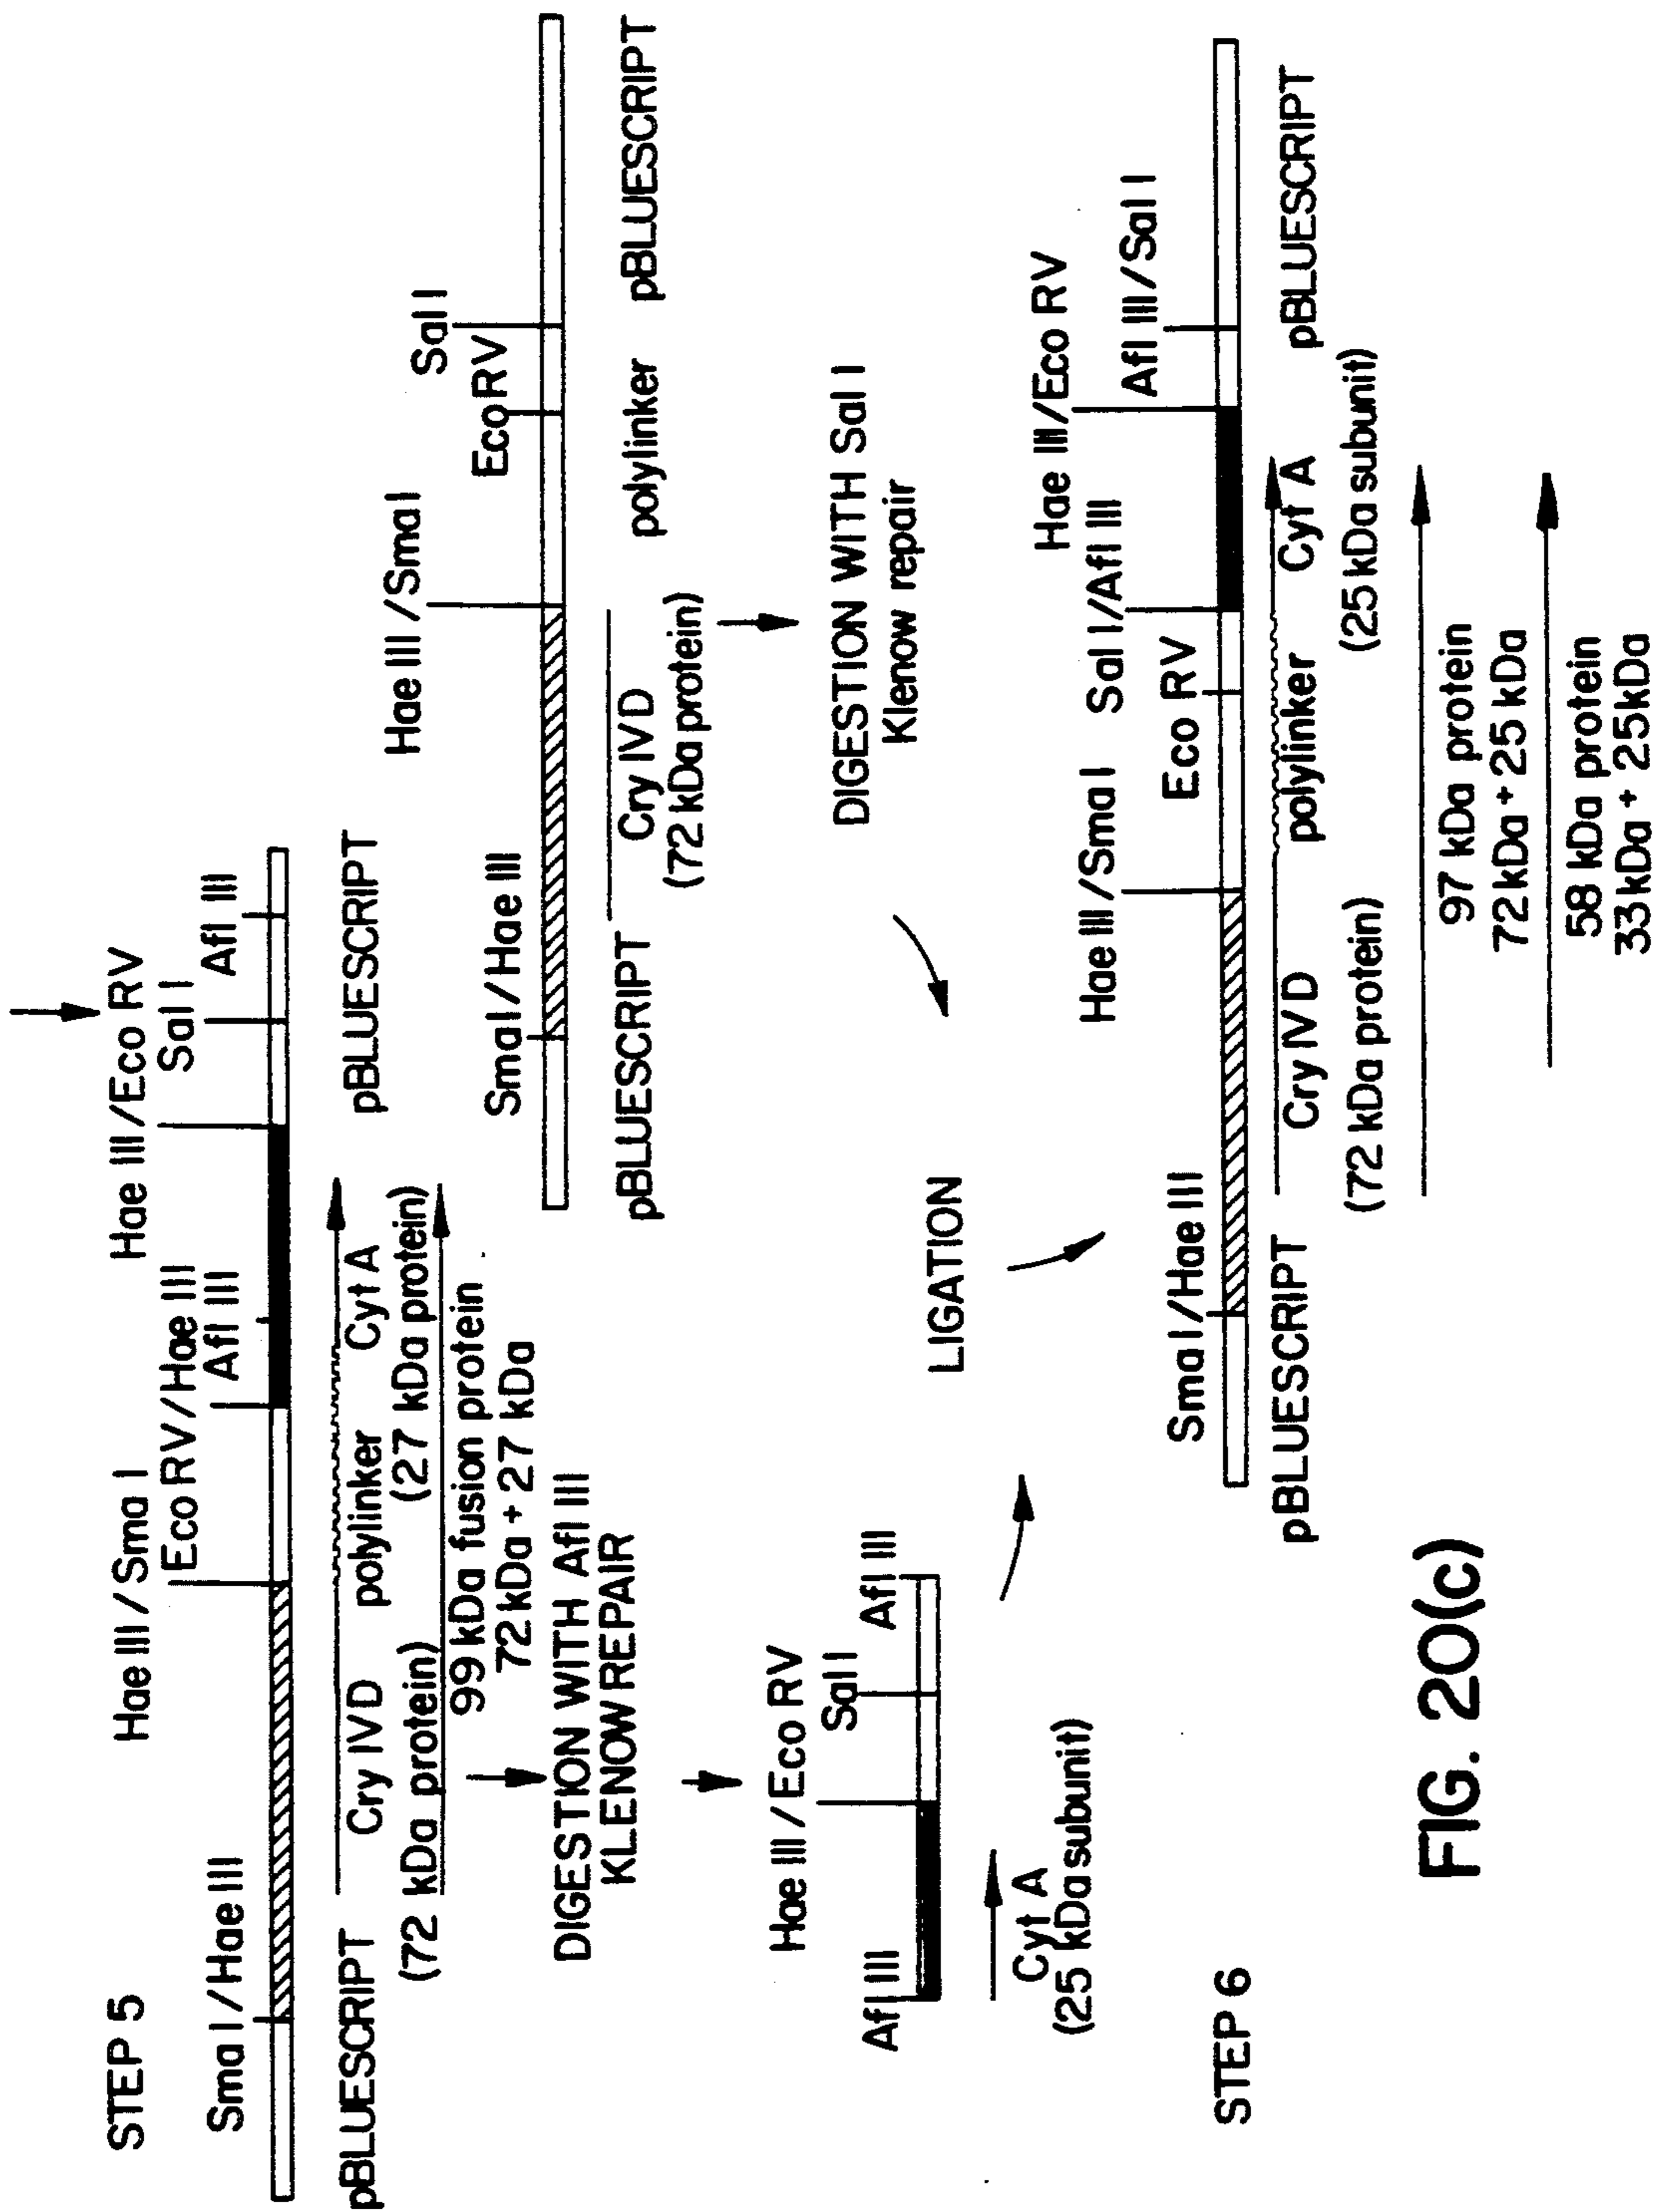 STEP 5
Hae III / Sma I
Hae III / Eco RV
Sma I / Hae III
Eco RV / Hae III
Afl III
Sal I
Afl III
pBLUESCRIPT
Cry IV D
polylinker
Cyt A
pBLUESCRIPT
(72 kDa protein)
(27 kDa protein)
99 kDa fusion protein
72 kDa + 27 kDa
DIGESTION WITH Afl III
KLENOW REPAIR
Hae III / Sma I
Sal I
Eco RV
Sma I / Hae III
pBLUESCRIPT
Cry IV D
(72 kDa protein)
polylinker
pBLUESCRIPT
DIGESTION WITH Sal I
Klenow repair
Hae III / Eco RV
Sal I
Afl III
Afl III
Cyt A
(25 kDa subunit)
LIGATION
STEP 6
Hae III / Eco RV
Hae III / Sma I
Sal I / Afl III
Afl III / Sal I
Sma I / Hae III
Eco RV
pBLUESCRIPT
Cry IV D
polylinker
Cyt A
pBLUESCRIPT
(72 kDa protein)
(25 kDa subunit)
97 kDa protein
72 kDa + 25 kDa
58 kDa protein
33 kDa + 25 kDa
FIG. 20(c)